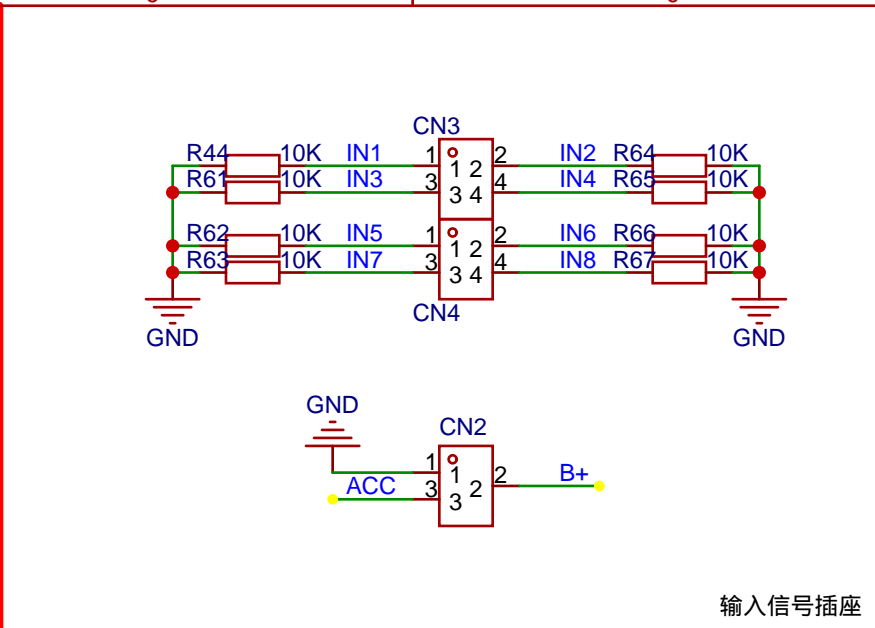 CN3
R44 10K IN1 1 1 2 2 IN2 R64 10K
R61 10K IN3 3 3 4 4 IN4 R65 10K
R62 10K IN5 1 1 2 2 IN6 R66 10K
R63 10K IN7 3 3 4 4 IN8 R67 10K
CN4
GND GND
GND
CN2
1 1 2 2 B+
ACC 3 3
输入信号插座